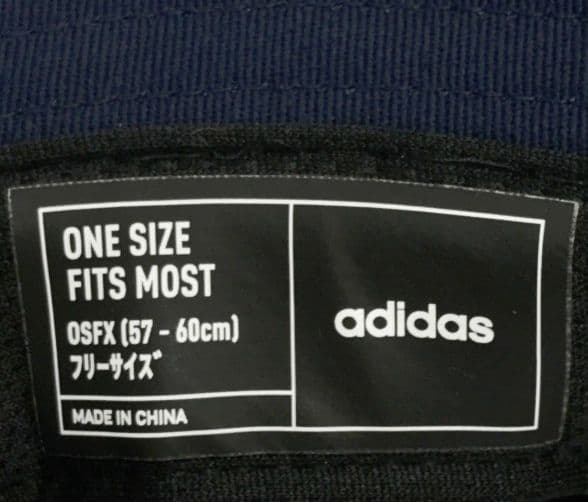 ONE SIZE
FITS MOST
OSFX (57 - 60cm)
フリーサイズ
MADE IN CHINA
adidas